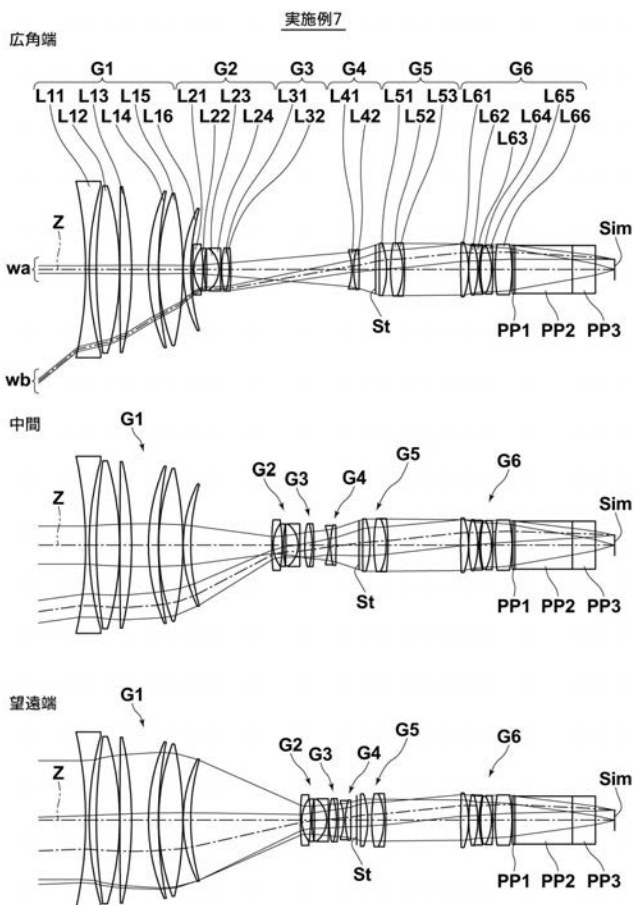 実施例7
広角端
G1 G2 G3 G4 G5 G6
L11 L13 L15 L21 L23 L31 L41 L51 L53 L61 L65
L12 L14 L16 L22 L24 L32 L42 L52 L62 L64 L66
L63
Z
Sim
wa
St
PP1 PP2 PP3
wb
中間
G1
G2 G3 G4 G5 G6
Z
Sim
St
PP1 PP2 PP3
望遠端
G1
G2 G3 G4 G5 G6
Z
Sim
St
PP1 PP2 PP3